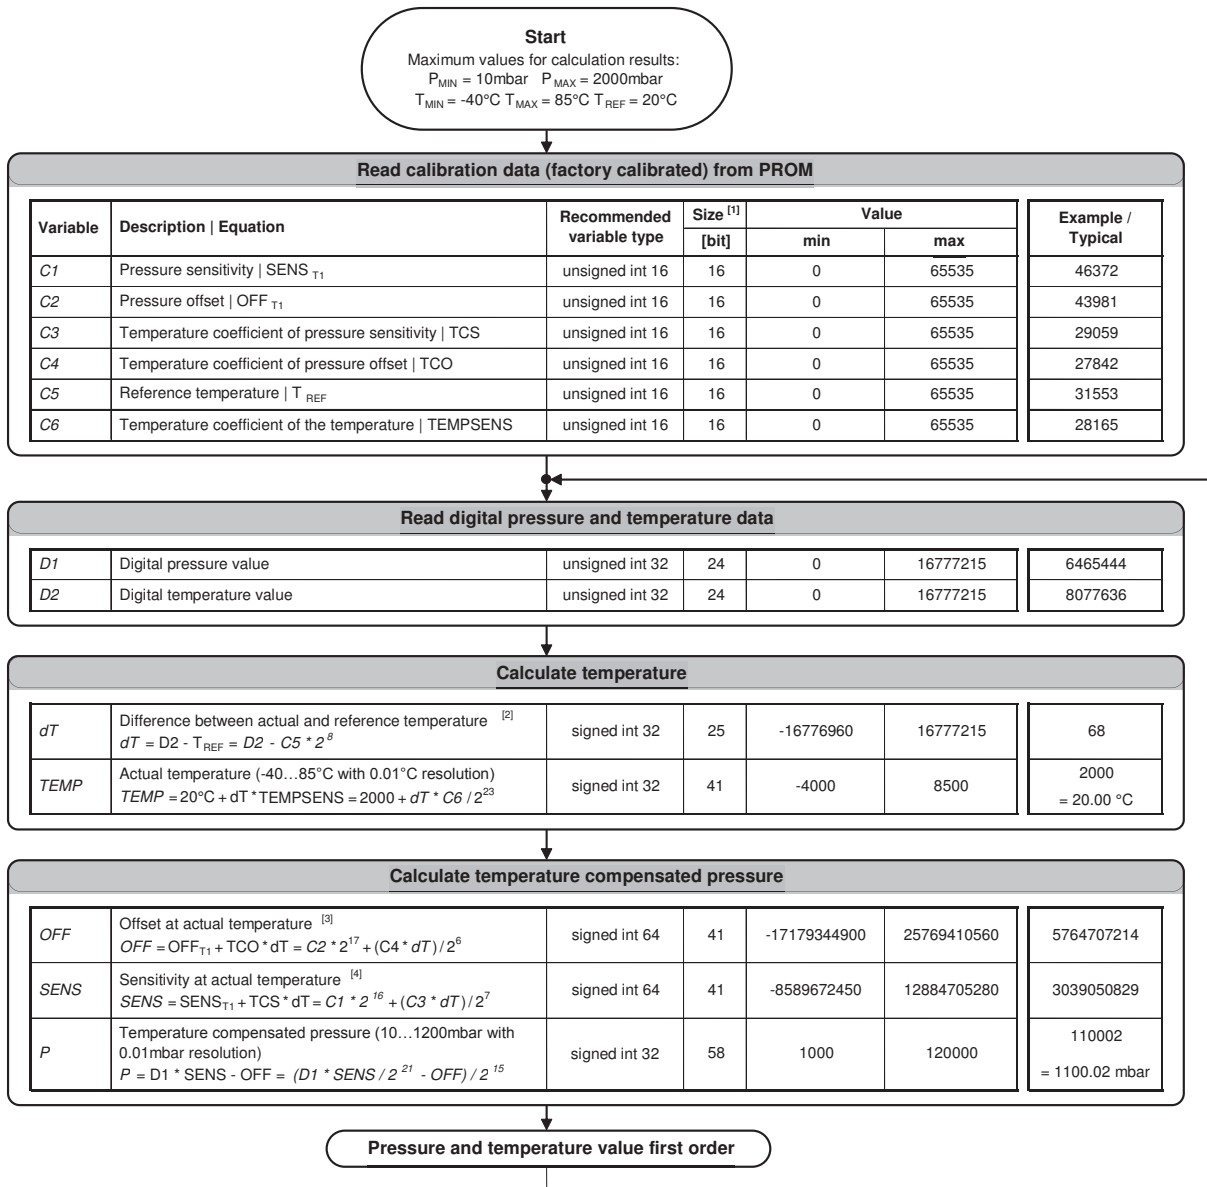 Start
Maximum values for calculation results:
PMIN = 10mbar PMAX = 2000mbar
TMIN = -40°C TMAX = 85°C TREF = 20°C
Read calibration data (factory calibrated) from PROM
Variable Description | Equation Recommended variable type Size [1] [bit] Value min max Example / Typical
C1 Pressure sensitivity | SENS T1 unsigned int 16 16 0 65535 46372
C2 Pressure offset | OFF T1 unsigned int 16 16 0 65535 43981
C3 Temperature coefficient of pressure sensitivity | TCS unsigned int 16 16 0 65535 29059
C4 Temperature coefficient of pressure offset | TCO unsigned int 16 16 0 65535 27842
C5 Reference temperature | T REF unsigned int 16 16 0 65535 31553
C6 Temperature coefficient of the temperature | TEMPSENS unsigned int 16 16 0 65535 28165
Read digital pressure and temperature data
D1 Digital pressure value unsigned int 32 24 0 16777215 6465444
D2 Digital temperature value unsigned int 32 24 0 16777215 8077636
Calculate temperature
dT Difference between actual and reference temperature [2] signed int 32 25 -16776960 16777215 68
dT = D2 - TREF = D2 - C5 * 2^8
TEMP Actual temperature (-40…85°C with 0.01°C resolution) signed int 32 41 -4000 8500 2000
TEMP = 20°C + dT * TEMPSENS = 2000 + dT * C6 / 2^23 = 20.00 °C
Calculate temperature compensated pressure
OFF Offset at actual temperature [3] signed int 64 41 -17179344900 25769410560 5764707214
OFF = OFFT1 + TCO * dT = C2 * 2^17 + (C4 * dT) / 2^6
SENS Sensitivity at actual temperature [4] signed int 64 41 -8589672450 12884705280 3039050829
SENS = SENST1 + TCS * dT = C1 * 2^16 + (C3 * dT) / 2^7
P Temperature compensated pressure (10…1200mbar with signed int 32 58 1000 120000 110002
0.01mbar resolution)
P = D1 * SENS - OFF = (D1 * SENS / 2^21 - OFF) / 2^15 = 1100.02 mbar
Pressure and temperature value first order